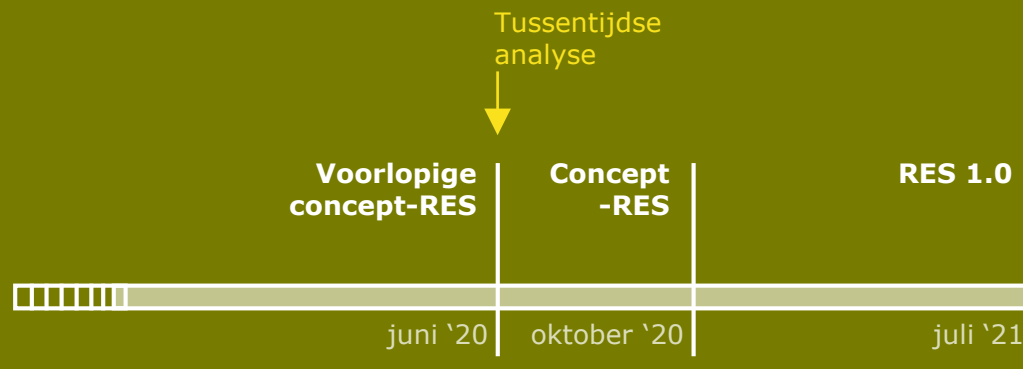 Tussentijdse
analyse
Voorlopige
concept-RES
Concept
-RES
RES 1.0
juni ‘20
oktober ‘20
juli ‘21